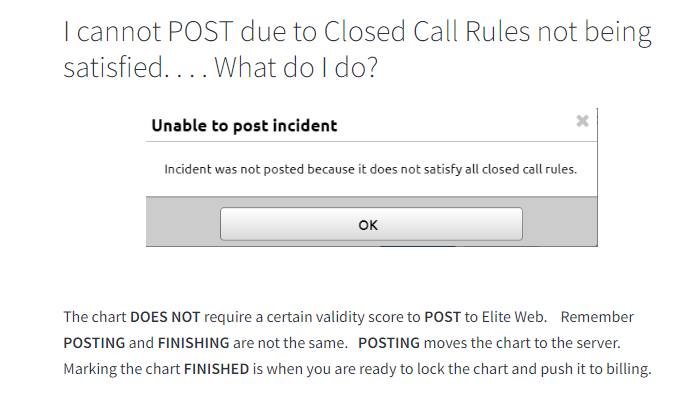 I cannot POST due to Closed Call Rules not being
satisfied. . . . What do I do?
Unable to post incident
Incident was not posted because it does not satisfy all closed call rules.
OK
The chart DOES NOT require a certain validity score to POST to Elite Web. Remember
POSTING and FINISHING are not the same. POSTING moves the chart to the server.
Marking the chart FINISHED is when you are ready to lock the chart and push it to billing.